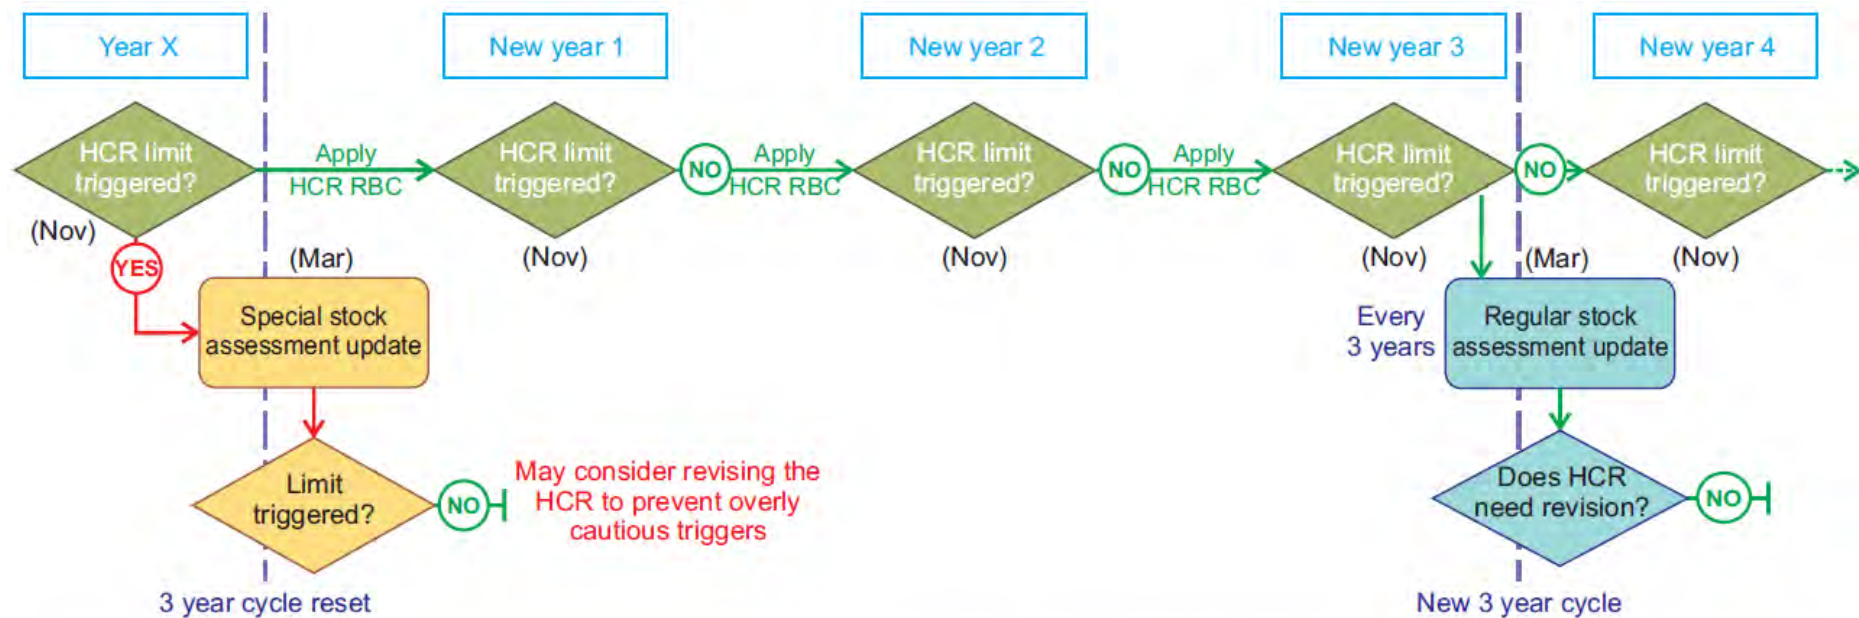 Year X
New year 1
New year 2
New year 3
New year 4
HCR limit
triggered?
Apply
HCR RBC
HCR limit
triggered?
NO
Apply
HCR RBC
HCR limit
triggered?
NO
Apply
HCR RBC
HCR limit
triggered?
NO
HCR limit
triggered?
(Nov)
YES
(Mar)
(Nov)
(Nov)
(Nov)
(Mar)
(Nov)
Special stock
assessment update
Every
3 years
Regular stock
assessment update
Limit
triggered?
NO
May consider revising the
HCR to prevent overly
cautious triggers
Does HCR
need revision?
NO
3 year cycle reset
New 3 year cycle